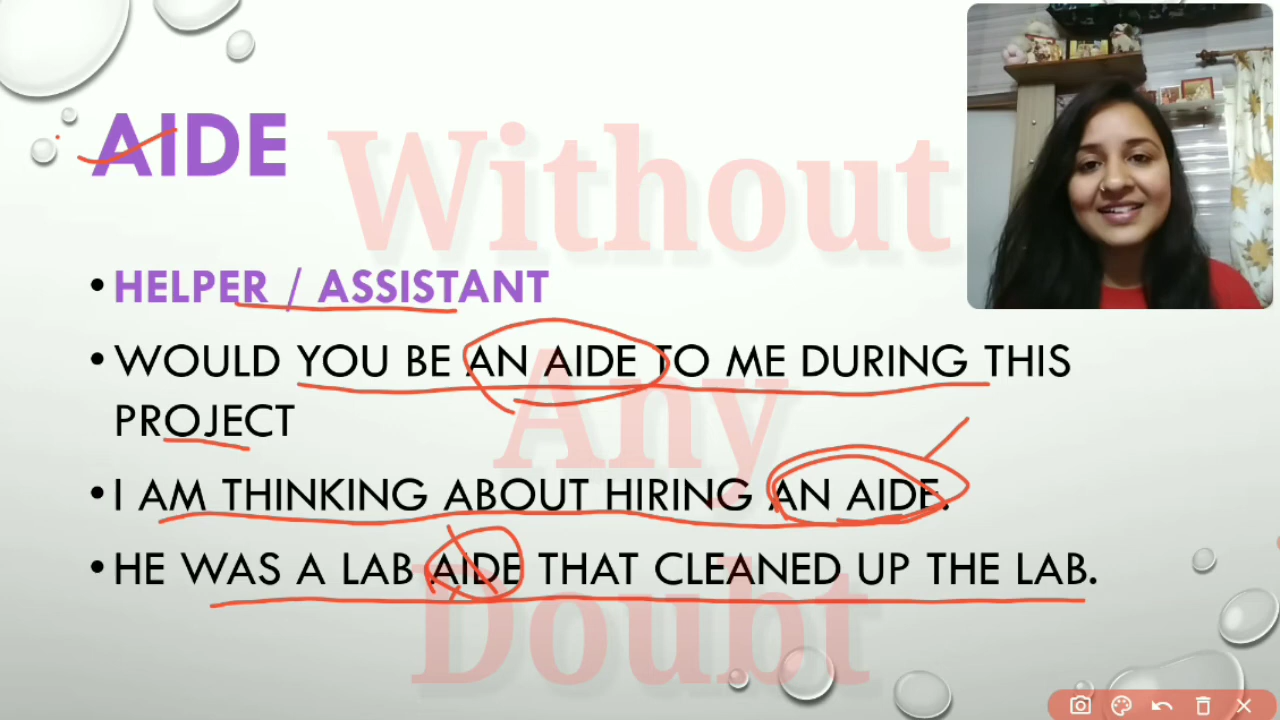 AIDE
• HELPER / ASSISTANT
• WOULD YOU BE AN AIDE TO ME DURING THIS
PROJECT
• I AM THINKING ABOUT HIRING AN AIDE.
• HE WAS A LAB AIDE THAT CLEANED UP THE LAB.
Without
Any
Doubt